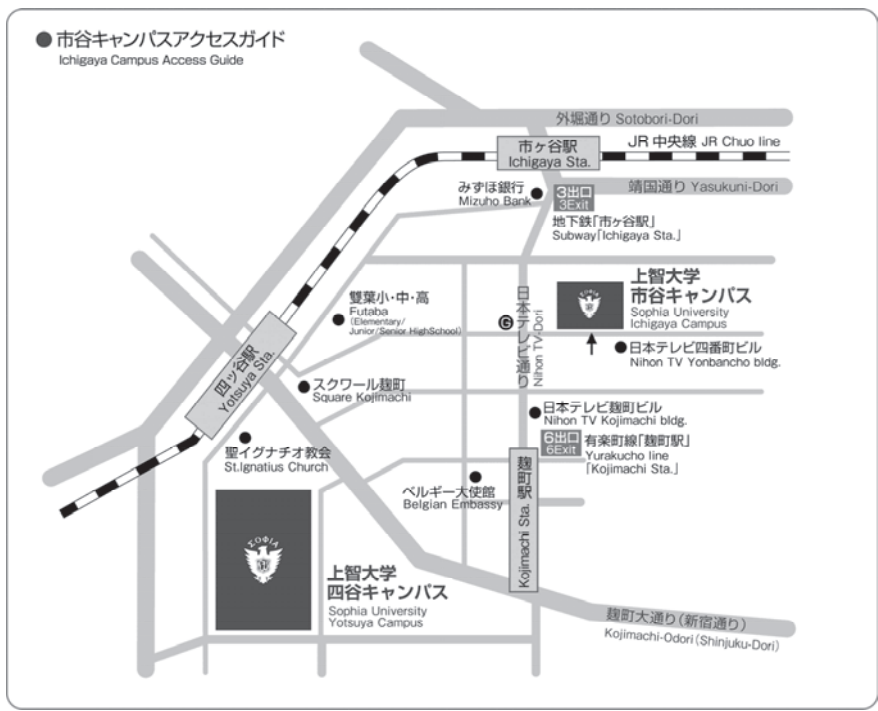 市谷キャンパスアクセスガイド
Ichigaya Campus Access Guide
外堀通り Sotobori-Dori
市ヶ谷駅
Ichigaya Sta.
JR 中央線 JR Chuo line
みずほ銀行
Mizuho Bank
3出口
3Exit
靖国通り Yasukuni-Dori
地下鉄「市ヶ谷駅」
Subway「Ichigaya Sta.」
雙葉小・中・高
Futaba
(Elementary/
Junior/Senior HighSchool)
G
日本テレビ通り
Nihon TV-Dori
ΣΟΦΙΑ
上智大学
市谷キャンパス
Sophia University
Ichigaya Campus
日本テレビ四番町ビル
Nihon TV Yonbancho bldg.
四ッ谷駅
Yotsuya Sta.
スクワール麹町
Square Kojimachi
日本テレビ麹町ビル
Nihon TV Kojimachi bldg.
聖イグナチオ教会
St.Ignatius Church
6出口
6Exit
有楽町線「麹町駅」
Yurakucho line
「Kojimachi Sta.」
麹町駅
Kojimachi Sta.
ベルギー大使館
Belgian Embassy
ΣΟΦΙΑ
上智大学
四谷キャンパス
Sophia University
Yotsuya Campus
麹町大通り(新宿通り)
Kojimachi-Odori(Shinjuku-Dori)